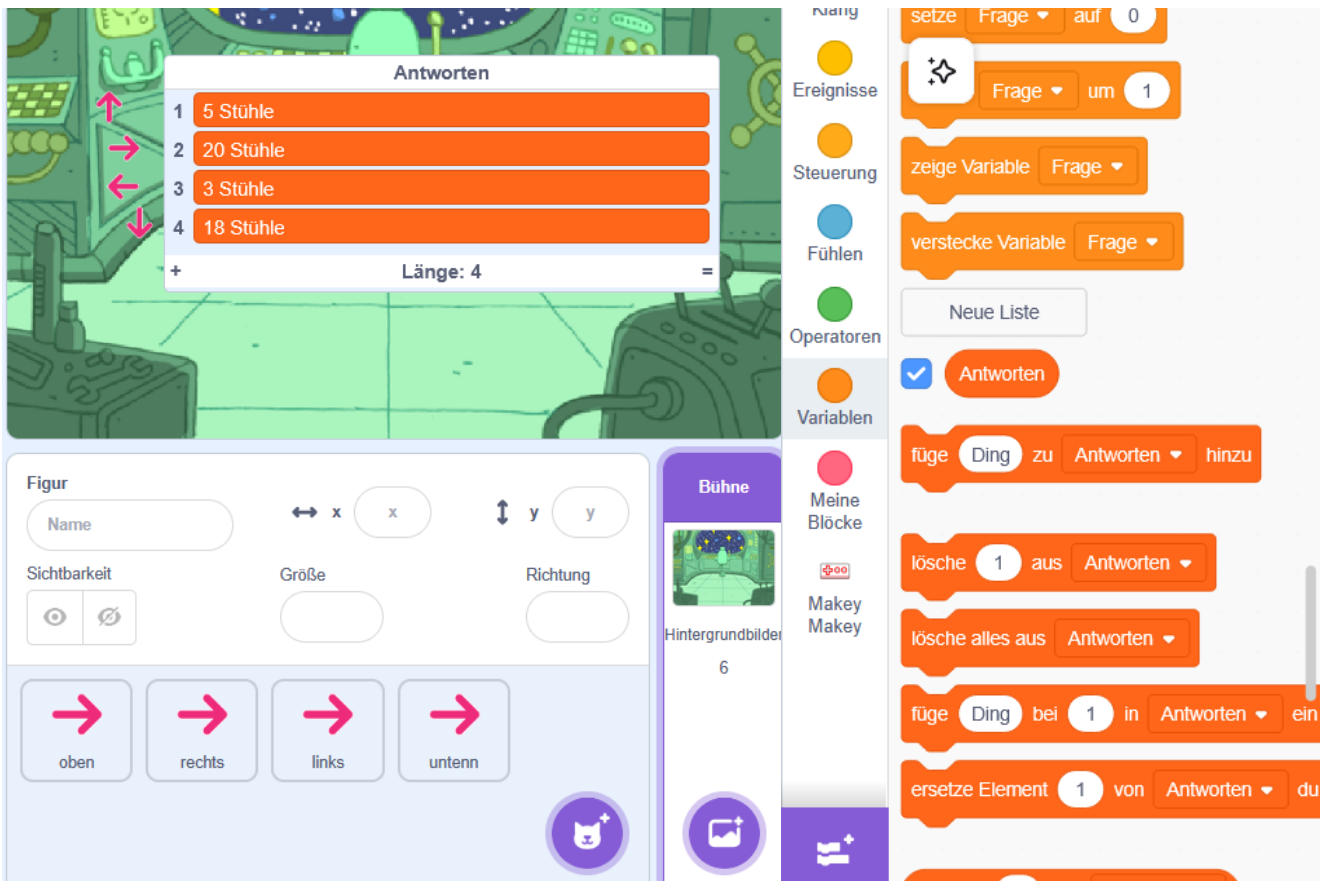 Antworten
1 5 Stühle
2 20 Stühle
3 3 Stühle
4 18 Stühle
+ Länge: 4 =
Figur
Name
x x
y y
Sichtbarkeit
Größe
Richtung
oben
rechts
links
untenn
Bühne
Hintergrundbilder
6
Klang
Ereignisse
Steuerung
Fühlen
Operatoren
Variablen
Meine
Blöcke
Makey
Makey
setze Frage auf 0
Frage um 1
zeige Variable Frage
verstecke Variable Frage
Neue Liste
Antworten
füge Ding zu Antworten hinzu
lösche 1 aus Antworten
lösche alles aus Antworten
füge Ding bei 1 in Antworten ein
ersetze Element 1 von Antworten du